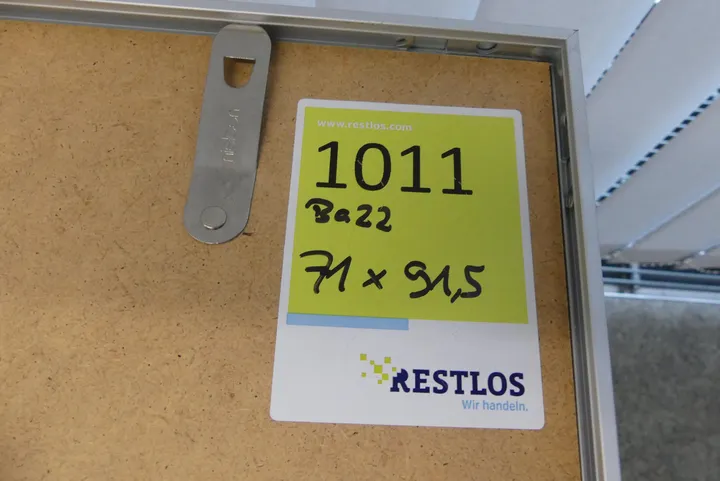 www.restlos.com
1011
Ba22
71 x 91,5
RESTLOS
Wir handeln.